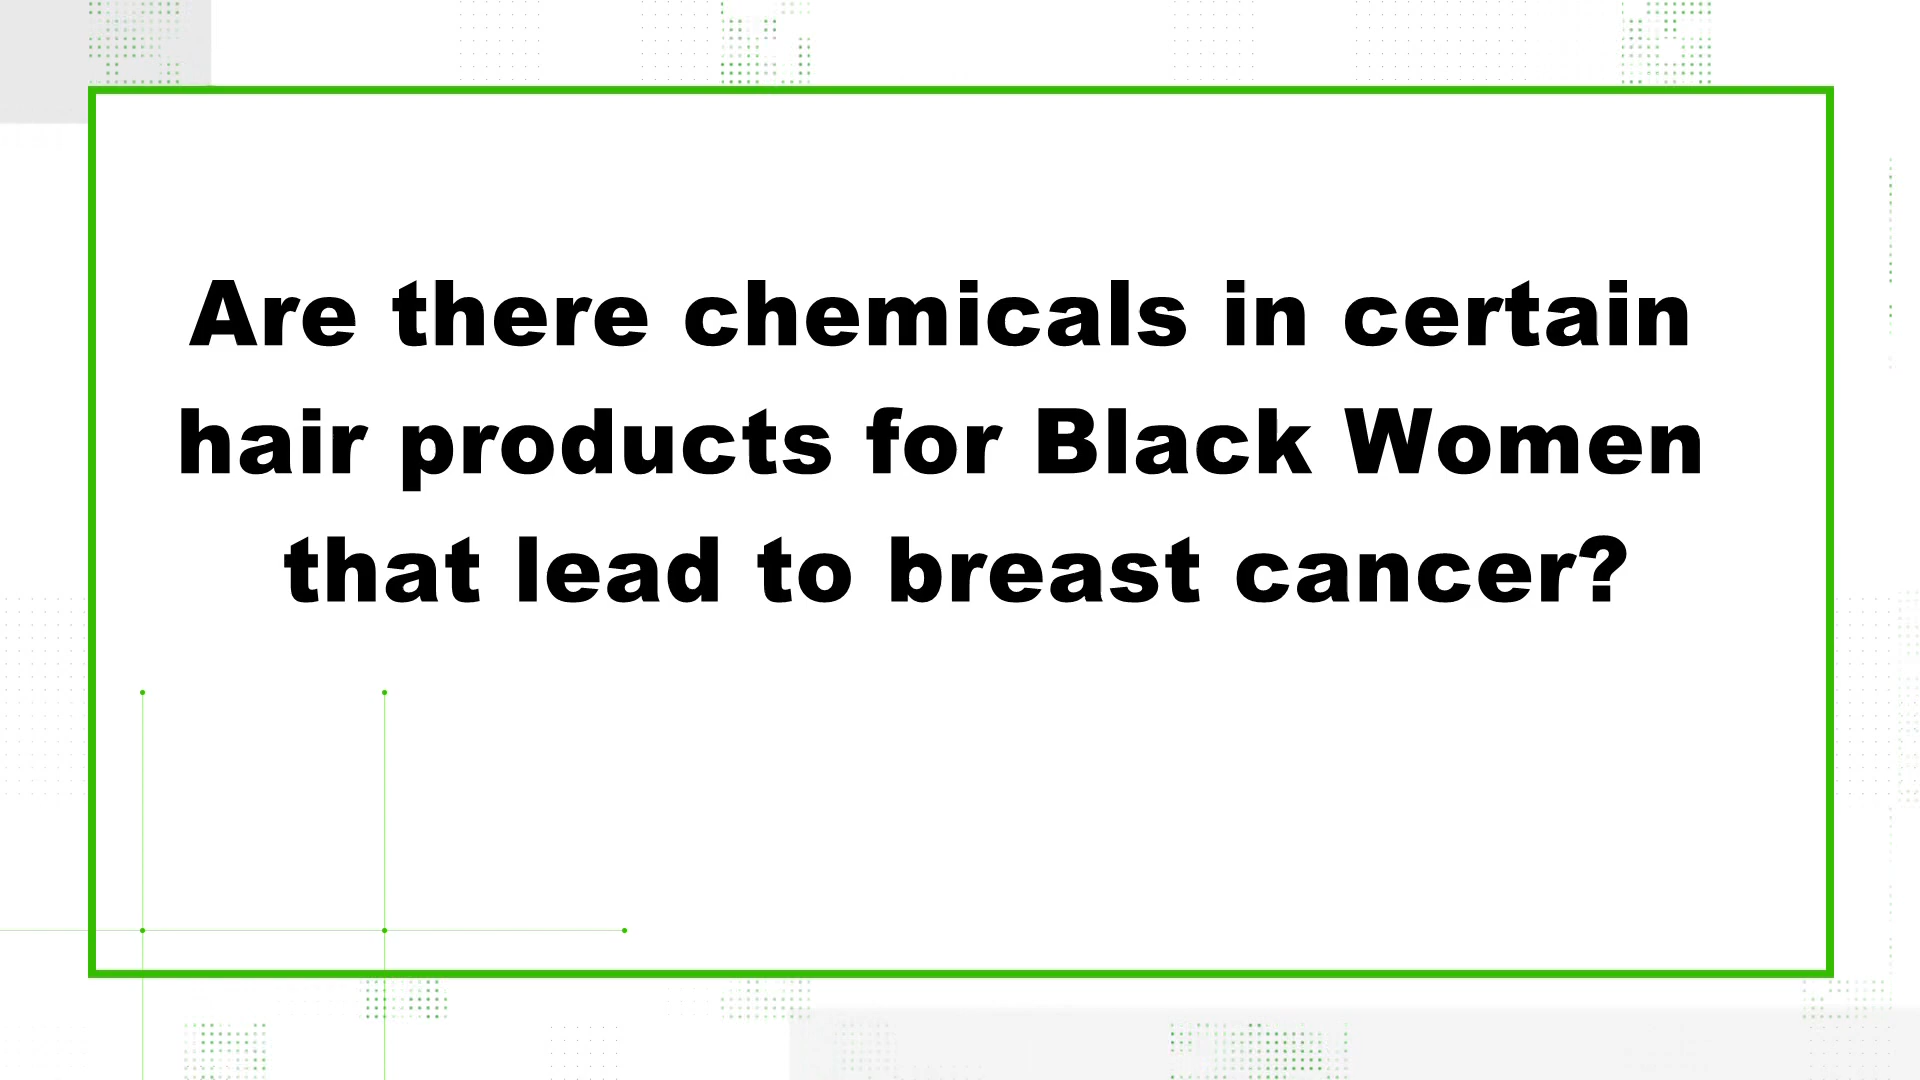 Are there chemicals in certain
hair products for Black Women
that lead to breast cancer?